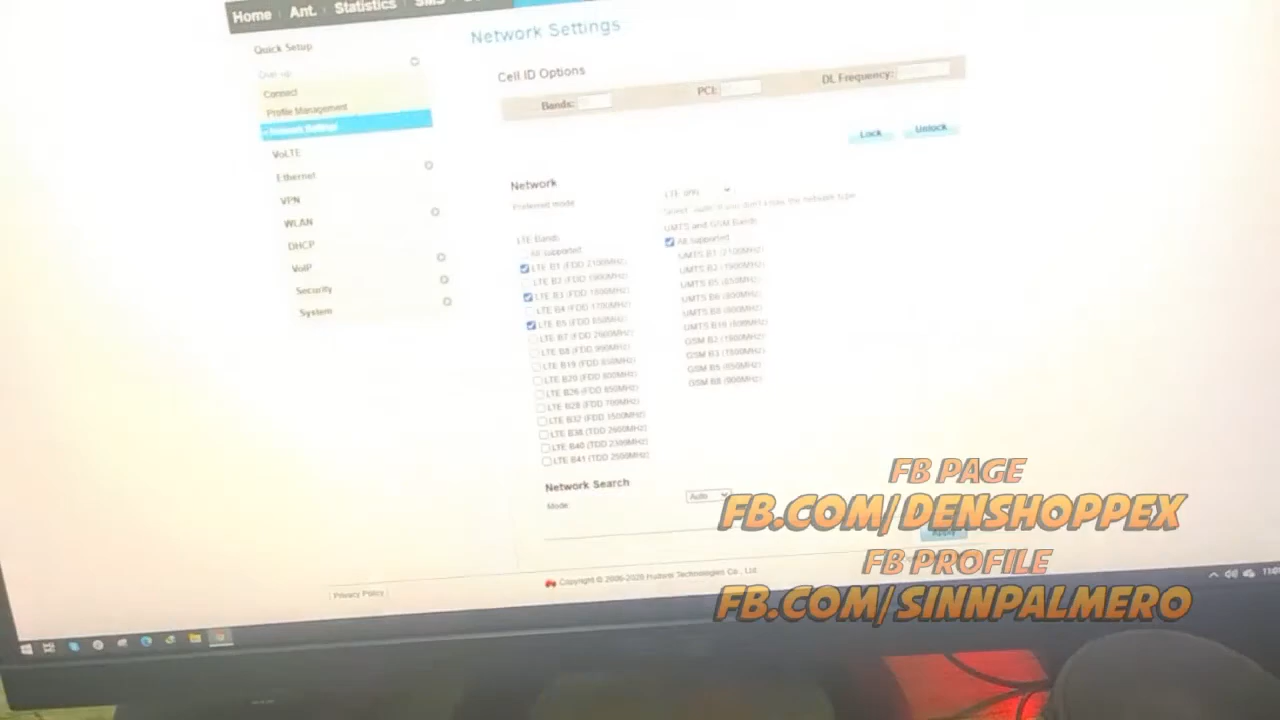 Home Ant. Statistics SMS
Network Settings
Quick Setup
Connect
Profile Management
Network Settings
VoLTE
Ethernet
VPN
WLAN
DHCP
VoIP
Security
System
Cell ID Options
Bands:
PCI:
DL Frequency:
Lock
Unlock
Network
Preferred mode
LTE Bands
All supported
LTE B1 (FDD 2100MHz)
LTE B2 (FDD 1900MHz)
LTE B3 (FDD 1800MHz)
LTE B4 (FDD 1700MHz)
LTE B5 (FDD 850MHz)
LTE B7 (FDD 2600MHz)
LTE B8 (FDD 900MHz)
LTE B19 (FDD 850MHz)
LTE B20 (FDD 800MHz)
LTE B26 (FDD 850MHz)
LTE B28 (FDD 700MHz)
LTE B32 (FDD 1500MHz)
LTE B38 (TDD 2600MHz)
LTE B40 (TDD 2300MHz)
LTE B41 (TDD 2500MHz)
UMTS and GSM Bands
All supported
UMTS B1 (2100MHz)
UMTS B2 (1900MHz)
UMTS B5 (850MHz)
UMTS B6 (800MHz)
UMTS B8 (900MHz)
UMTS B19 (800MHz)
GSM B2 (1900MHz)
GSM B3 (1800MHz)
GSM B5 (850MHz)
GSM B8 (900MHz)
Network Search
Mode:
Auto
Apply
Privacy Policy
Copyright © 2006-2020 Huawei Technologies Co., Ltd
FB PAGE
FB.COM/DENSHOPPEX
FB PROFILE
FB.COM/SINNPALMERO